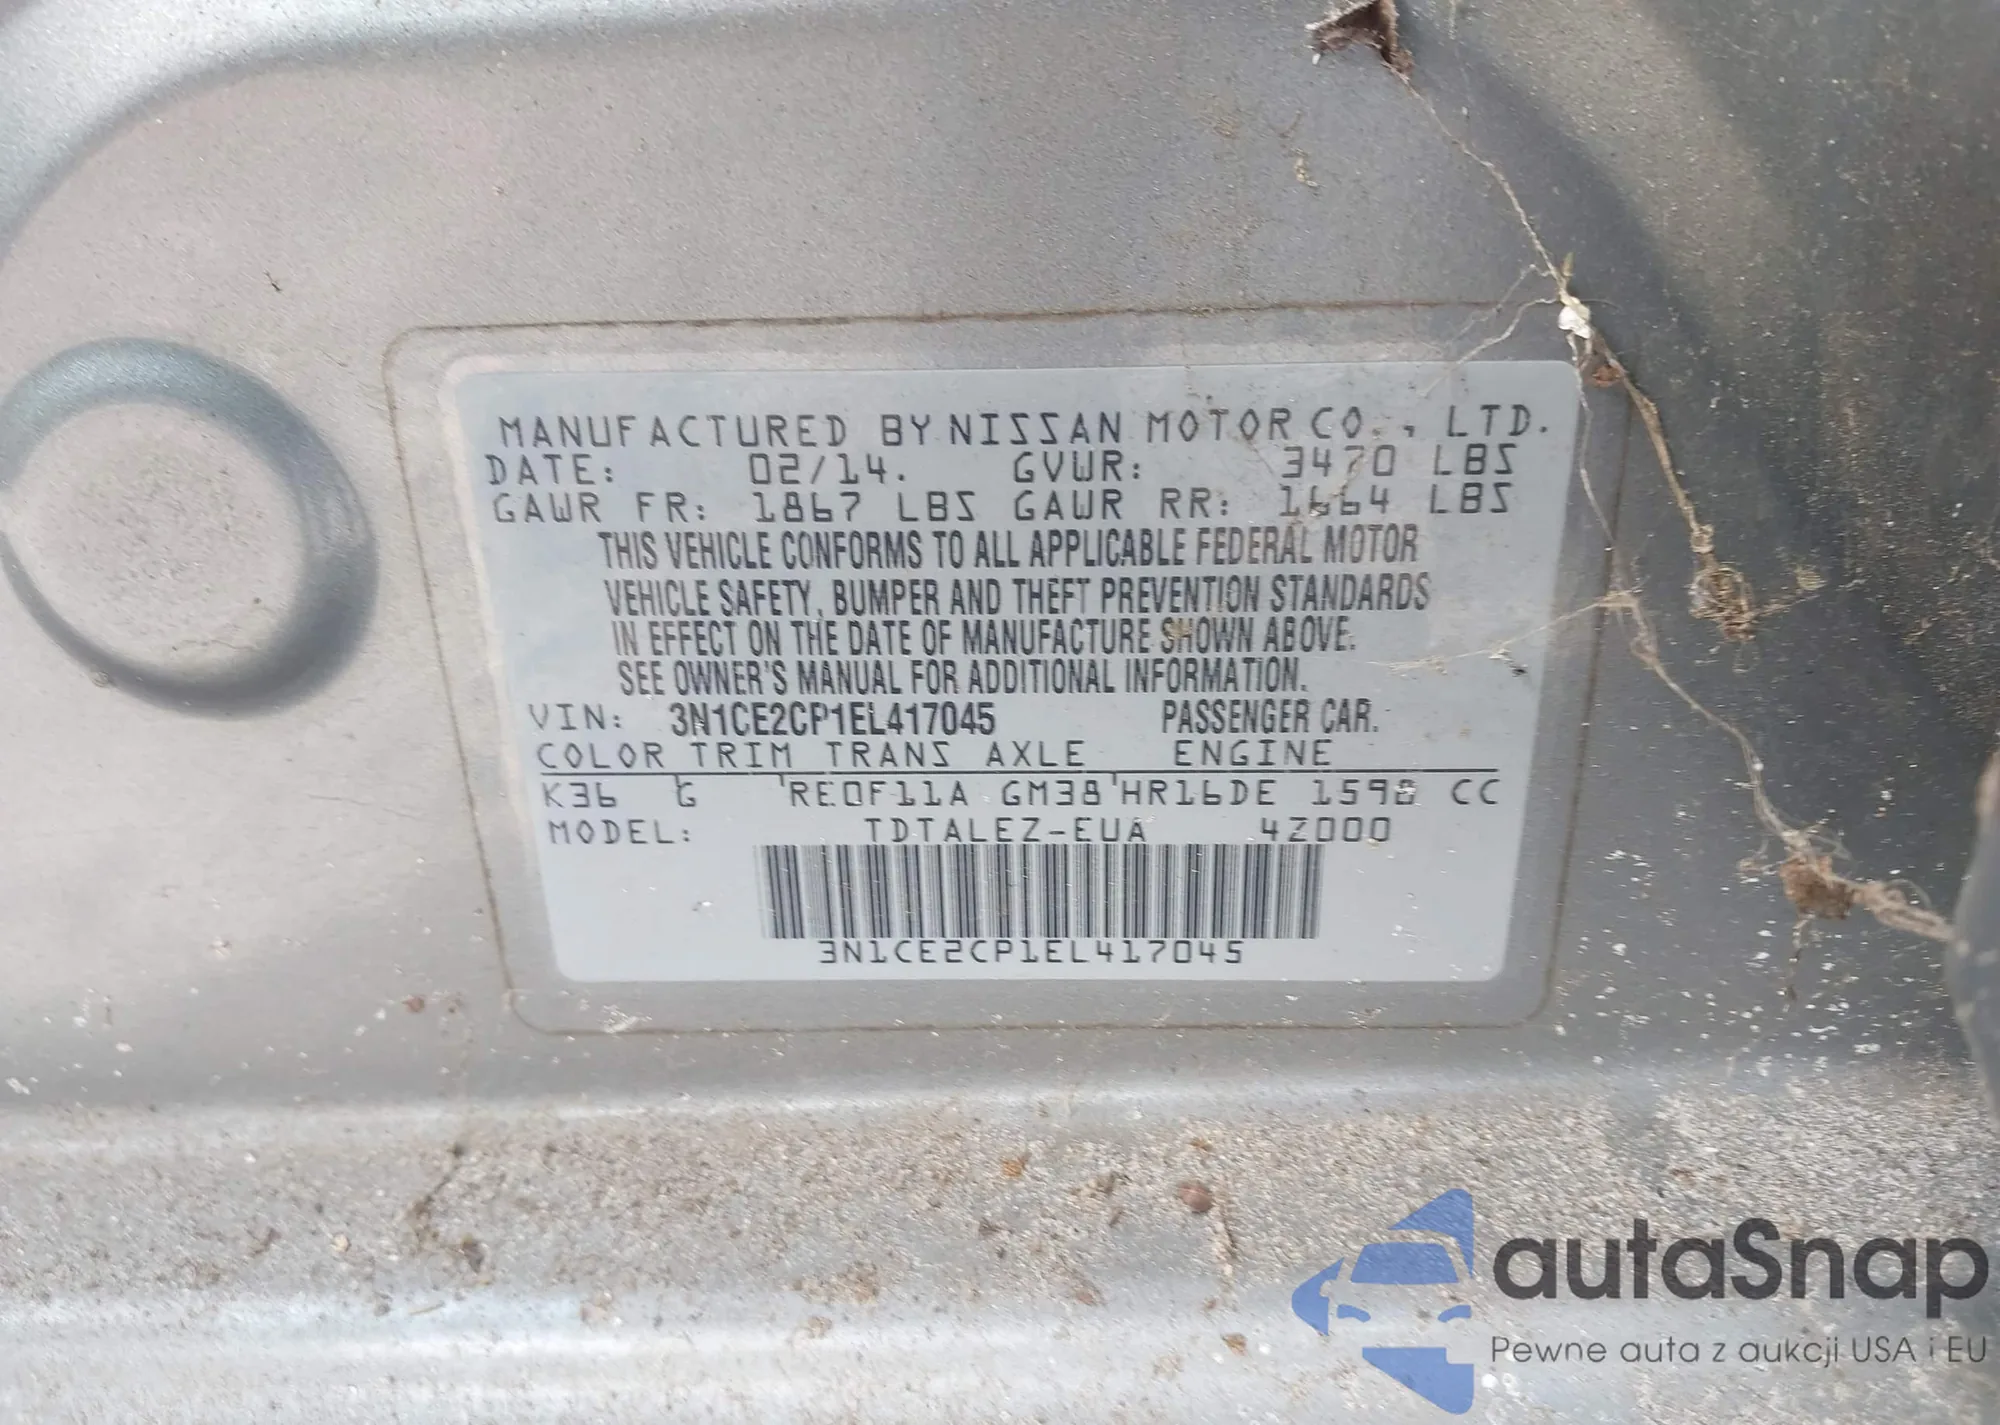 MANUFACTURED BY NISSAN MOTOR CO., LTD.
DATE: 02/14. GVWR: 3470 LBS
GAWR FR: 1867 LBS GAWR RR: 1664 LBS
THIS VEHICLE CONFORMS TO ALL APPLICABLE FEDERAL MOTOR
VEHICLE SAFETY, BUMPER AND THEFT PREVENTION STANDARDS
IN EFFECT ON THE DATE OF MANUFACTURE SHOWN ABOVE.
SEE OWNER'S MANUAL FOR ADDITIONAL INFORMATION.
VIN: 3N1CE2CP1EL417045 PASSENGER CAR.
COLOR TRIM TRANS AXLE ENGINE
K36 G RE0F11A GM38 HR16DE 1598 CC
MODEL: TDTALEZ-EUA 4Z000
3N1CE2CP1EL417045
autaSnap
Pewne auta z aukcji USA i EU